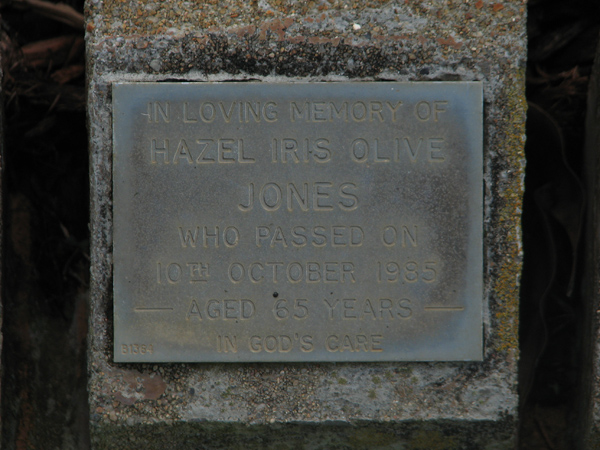 IN LOVING MEMORY OF
HAZEL IRIS OLIVE
JONES
WHO PASSED ON
10TH OCTOBER 1985
AGED 65 YEARS
IN GOD'S CARE